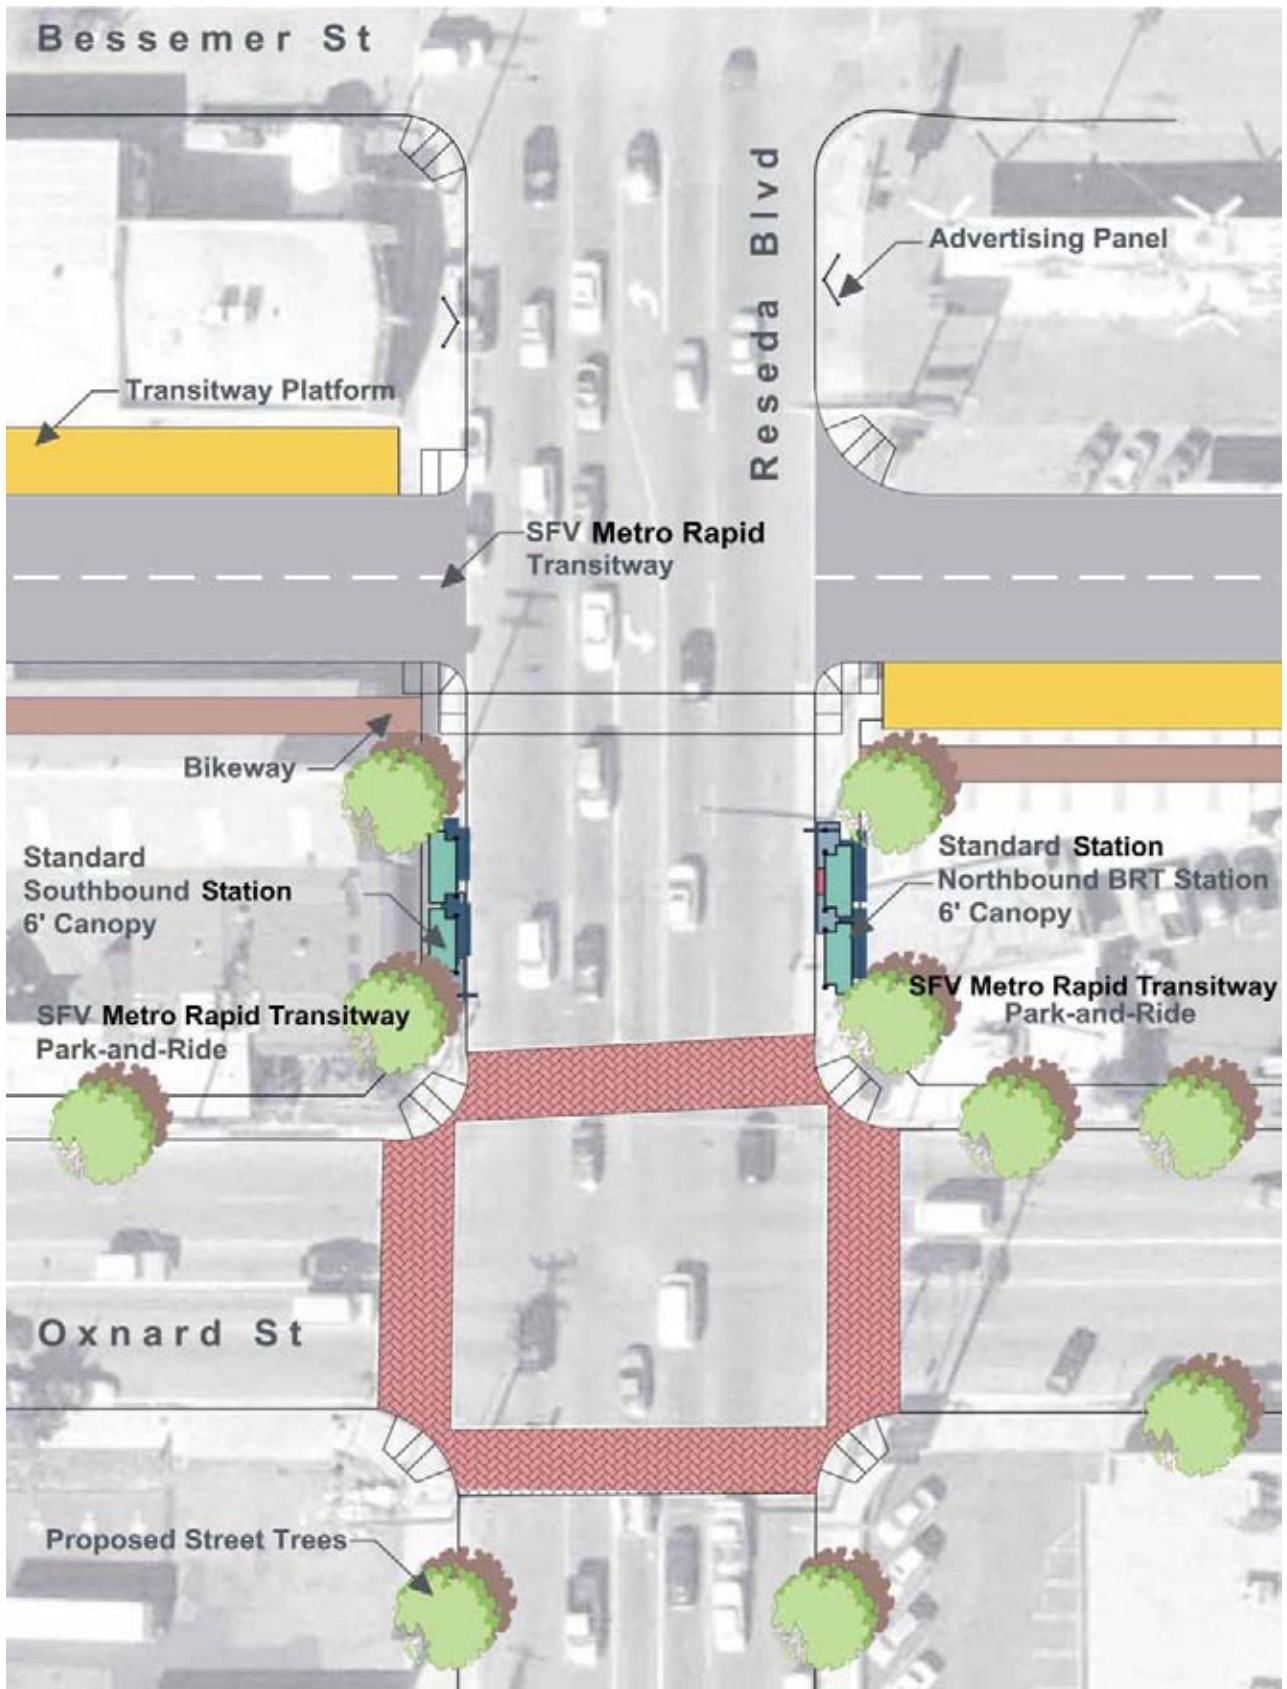 Bessemer St
Reseda Blvd
Advertising Panel
Transitway Platform
SFV Metro Rapid
Transitway
Bikeway
Standard
Southbound Station
6' Canopy
Standard Station
Northbound BRT Station
6' Canopy
SFV Metro Rapid Transitway
Park-and-Ride
SFV Metro Rapid Transitway
Park-and-Ride
Oxnard St
Proposed Street Trees